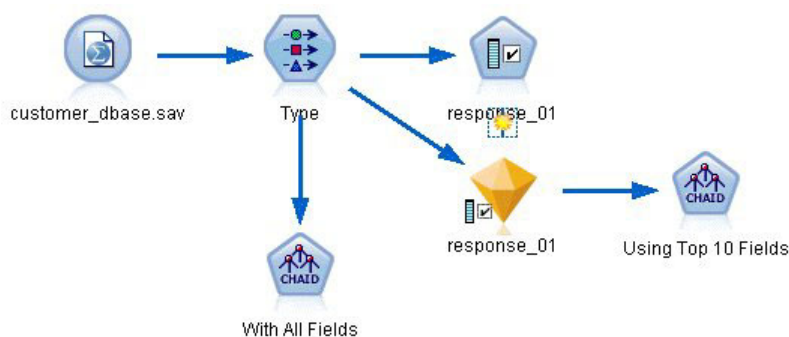 customer_dbase.sav
Type
response_01
response_01
CHAID
Using Top 10 Fields
CHAID
With All Fields